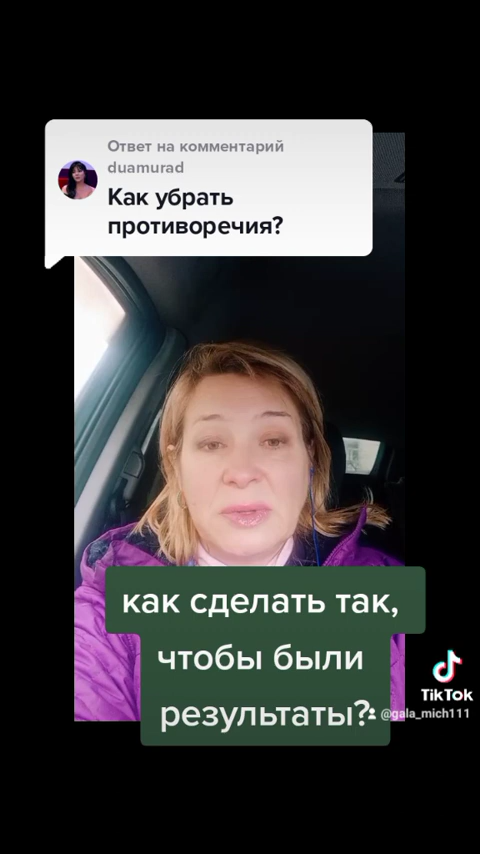 Ответ на комментарий
duamurad
Как убрать
противоречия?
как сделать так,
чтобы были
результаты?
TikTok
@gala_mich111